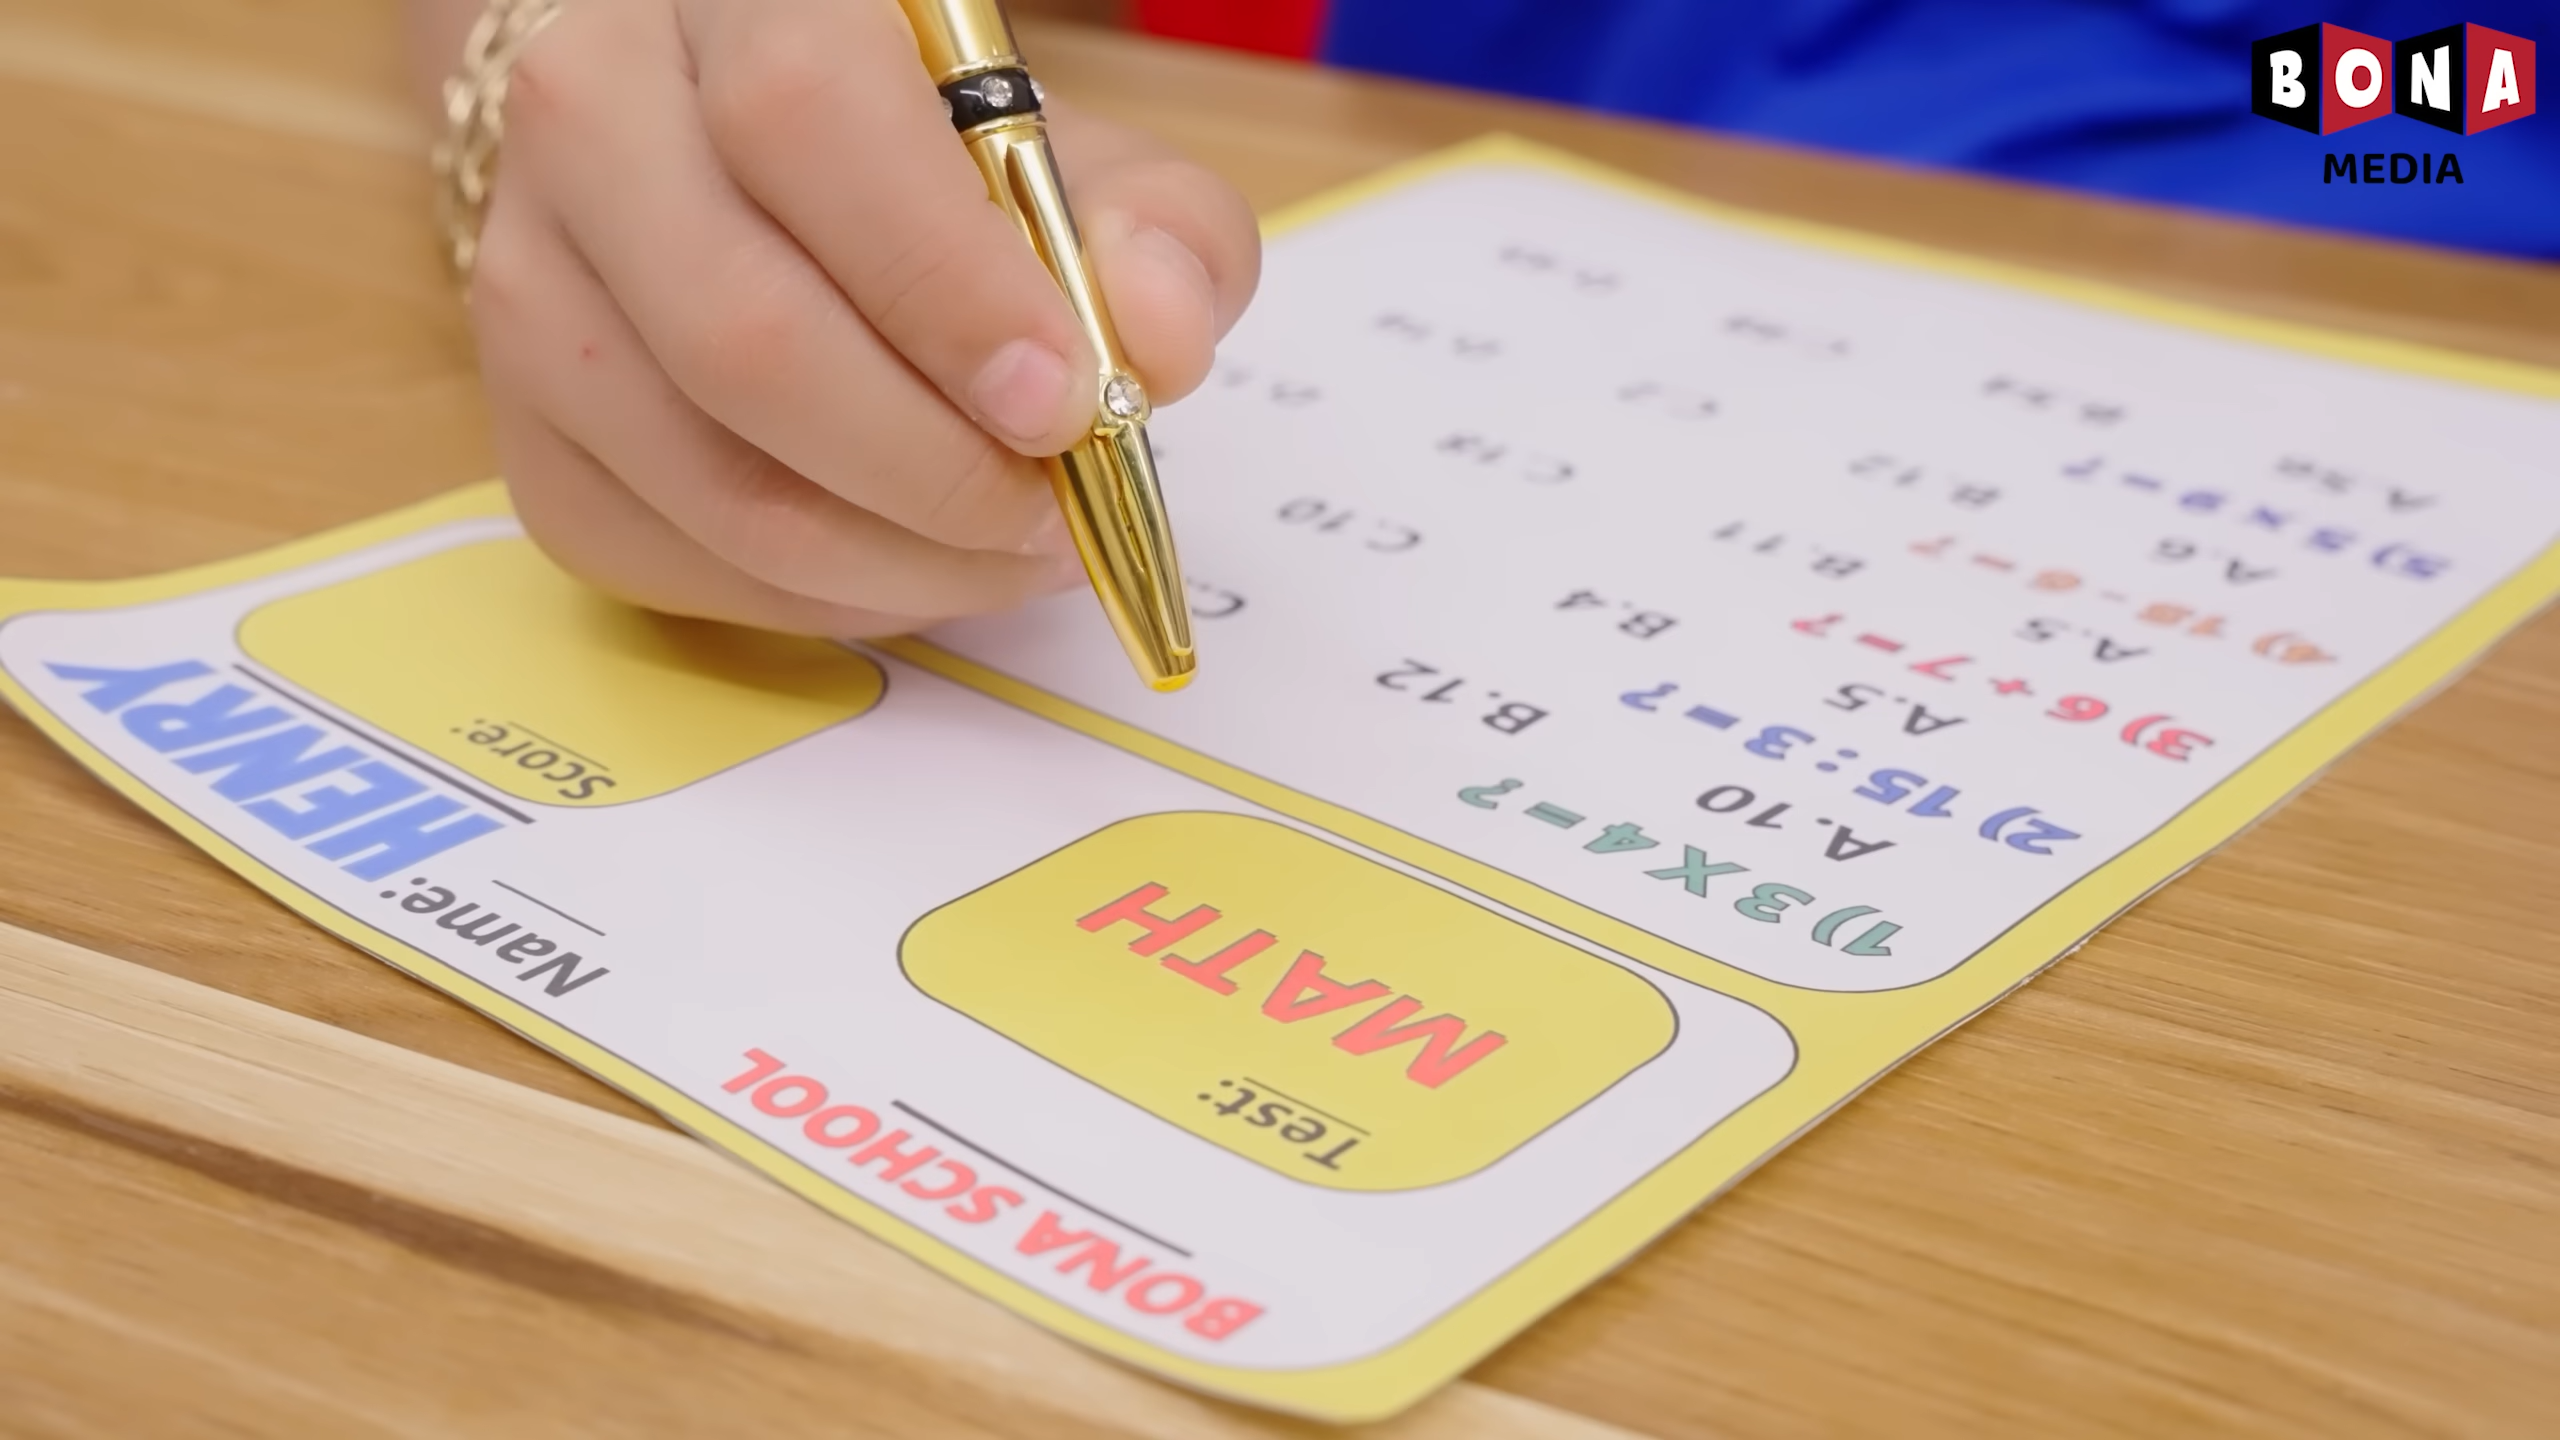 BONA
MEDIA
BONA SCHOOL
Name: HENRY
Test:
MATH
Score:
1) 3 X 4 = ?
A. 10 B. 12 C.
2) 15 : 3 = ?
A. 5 B. 4 C. 10
3) 6 + 7 = ?
A. 5 B. 11 C. 13
4) 18 - 6 = ?
A. 6 B. 12
5) 5 x 9 = ?